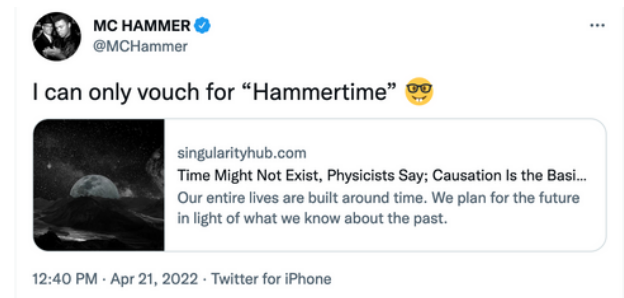 MC HAMMER
@MCHammer
I can only vouch for “Hammertime” 🤓
singularityhub.com
Time Might Not Exist, Physicists Say; Causation Is the Basi...
Our entire lives are built around time. We plan for the future
in light of what we know about the past.
12:40 PM · Apr 21, 2022 · Twitter for iPhone